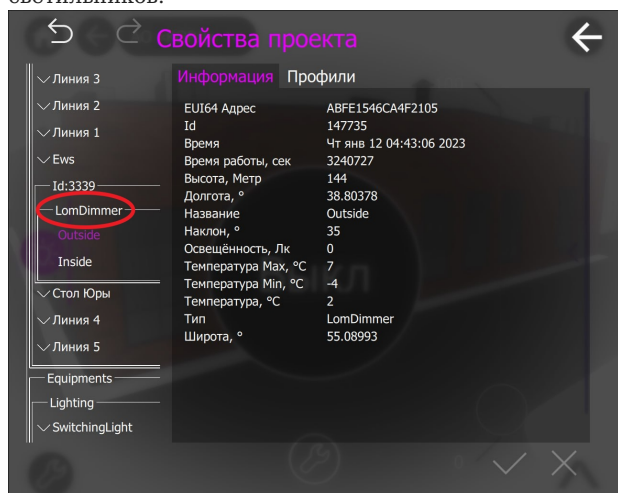 Свойства проекта
Линия 3
Линия 2
Линия 1
Ews
Id:3339
LomDimmer
Outside
Inside
Стол Юры
Линия 4
Линия 5
Equipments
Lighting
SwitchingLight
Информация Профили
EUI64 Адрес ABFE1546CA4F2105
Id 147735
Время Чт янв 12 04:43:06 2023
Время работы, сек 3240727
Высота, Метр 144
Долгота, ° 38.80378
Название Outside
Наклон, ° 35
Освещённость, Лк 0
Температура Max, °C 7
Температура Min, °C -4
Температура, °C 2
Тип LomDimmer
Широта, ° 55.08993